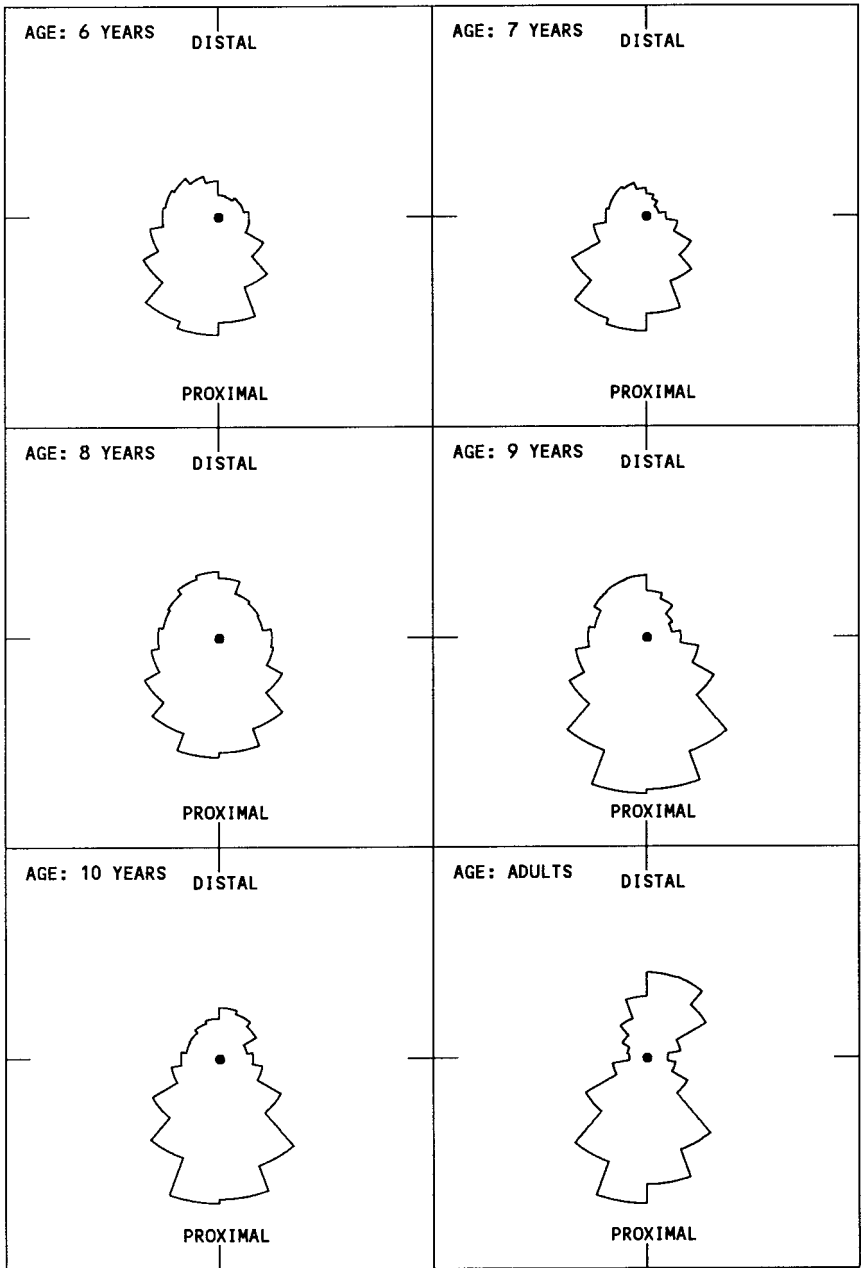 AGE: 6 YEARS
DISTAL
PROXIMAL
AGE: 7 YEARS
DISTAL
PROXIMAL
AGE: 8 YEARS
DISTAL
PROXIMAL
AGE: 9 YEARS
DISTAL
PROXIMAL
AGE: 10 YEARS
DISTAL
PROXIMAL
AGE: ADULTS
DISTAL
PROXIMAL